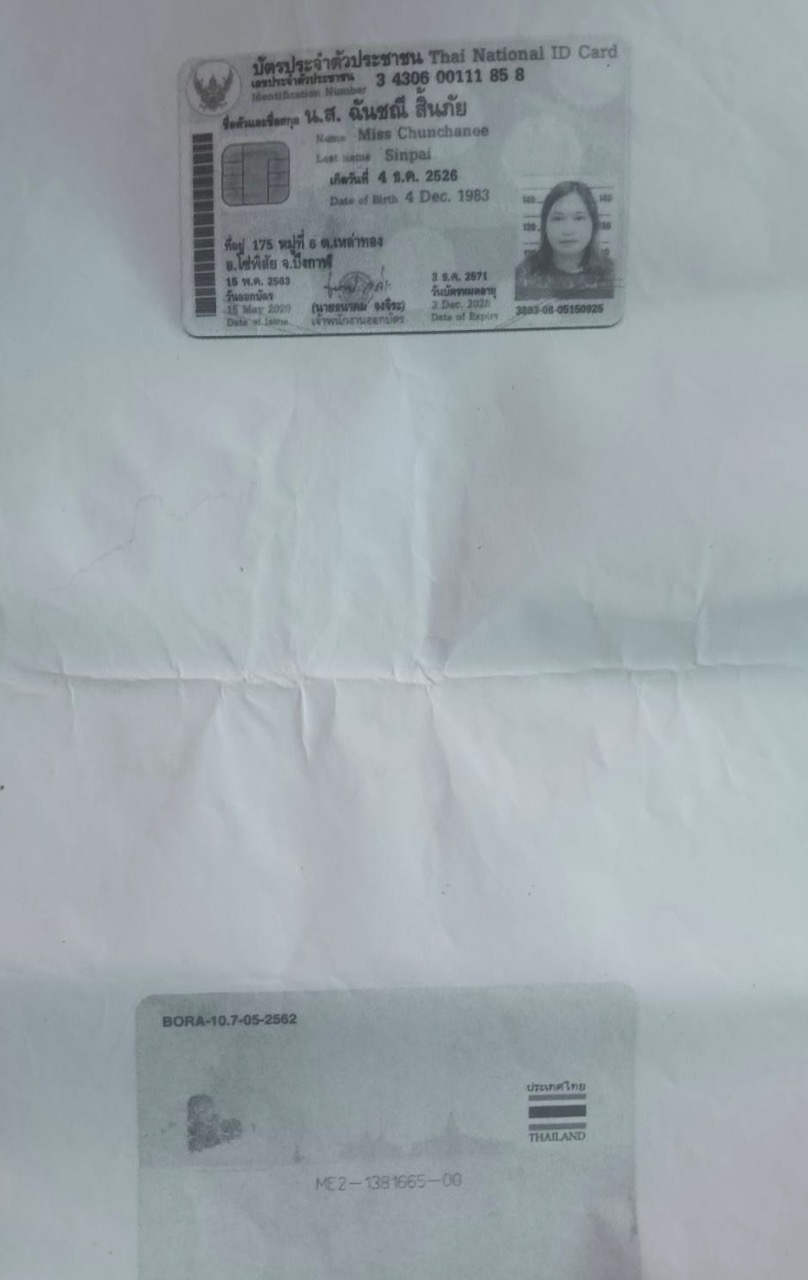 บัตรประจำตัวประชาชน Thai National ID Card
เลขประจำตัวประชาชน 3 4306 00111 85 8
Identification Number
ชื่อตัวและชื่อสกุล น.ส. ฉันชณี สินภัย
Name Miss Chunchanee
Last name Sinpai
เกิดวันที่ 4 ธ.ค. 2526
Date of Birth 4 Dec. 1983
ที่อยู่ 175 หมู่ที่ 6 ต.เหล่าทอง
อ.โซ่พิสัย จ.บึงกาฬ
15 พ.ค. 2563
วันออกบัตร
15 May 2020
Date of Issue
เจ้าพนักงานออกบัตร
3 ธ.ค. 2571
วันบัตรหมดอายุ
3 Dec. 2028
Date of Expiry
180
160
3803-08-05150925
BORA-10.7-05-2562
ประเทศไทย
THAILAND
ME2-1381665-00